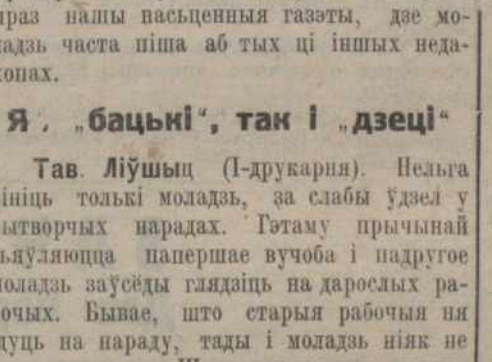 праз нашы насьценныя газэты, дзе мо-
ладзь часта піша аб тых ці іншых неда-
хопах.
Я „бацькі“, так і „дзеці“
Тав. Ліўшыц (I-друкарня). Нельга
вініць толькі моладзь, за слабы ўдзел у
вытворчых нарадах. Гэтаму прычынай
зьяўляюцца папершае вучоба і падругое
моладзь заўсёды глядзіць на дарослых ра-
бочых. Бывае, што старыя рабочыя ня
ідуць на нараду, тады і моладзь ніяк не